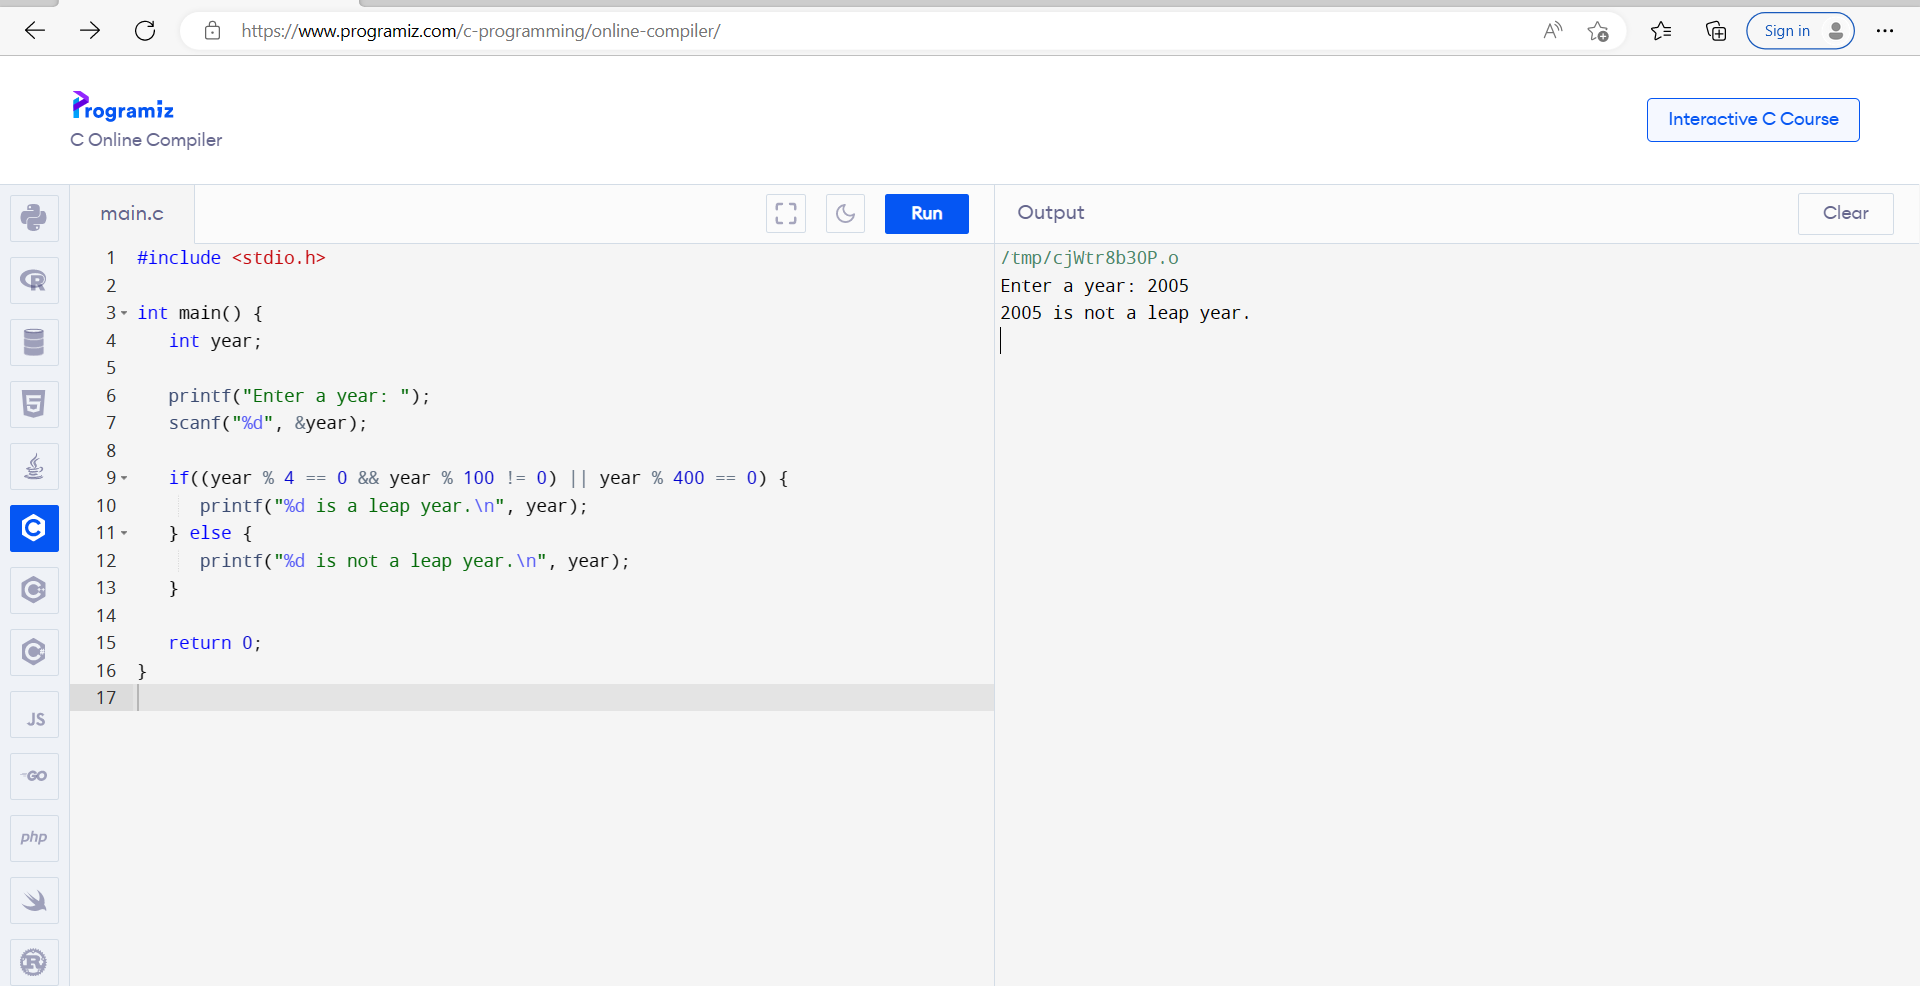 https://www.programiz.com/c-programming/online-compiler/
Sign in
Programiz
C Online Compiler
Interactive C Course
main.c
Run
Output
Clear
1 #include <stdio.h>
2
3 int main() {
4    int year;
5
6    printf("Enter a year: ");
7    scanf("%d", &year);
8
9    if((year % 4 == 0 && year % 100 != 0) || year % 400 == 0) {
10       printf("%d is a leap year.\n", year);
11    } else {
12       printf("%d is not a leap year.\n", year);
13    }
14
15    return 0;
16 }
17
/tmp/cjWtr8b3OP.o
Enter a year: 2005
2005 is not a leap year.
JS
GO
php